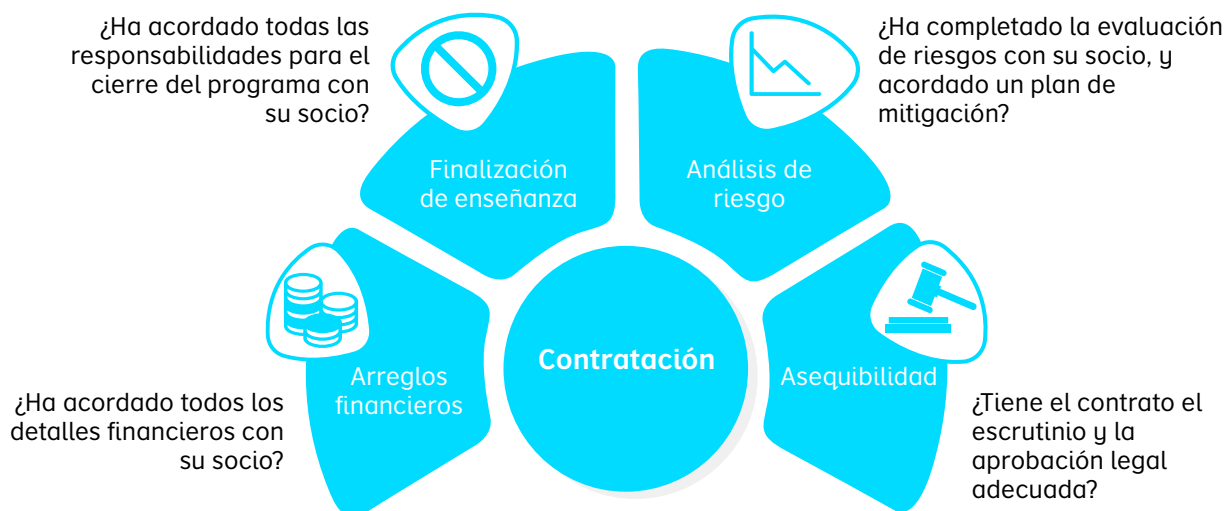 ¿Ha acordado todas las
responsabilidades para el
cierre del programa con
su socio?
¿Ha completado la evaluación
de riesgos con su socio, y
acordado un plan de
mitigación?
Finalización
de enseñanza
Análisis de
riesgo
Contratación
Arreglos
financieros
Asequibilidad
¿Ha acordado todos los
detalles financieros con
su socio?
¿Tiene el contrato el
escrutinio y la
aprobación legal
adecuada?